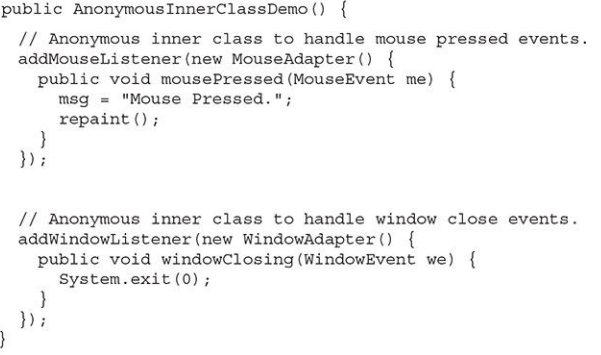 public AnonymousInnerClassDemo() {
// Anonymous inner class to handle mouse pressed events.
addMouseListener(new MouseAdapter() {
public void mousePressed(MouseEvent me) {
msg = "Mouse Pressed.";
repaint();
}
});
// Anonymous inner class to handle window close events.
addWindowListener(new WindowAdapter() {
public void windowClosing(WindowEvent we) {
System.exit(0);
}
});
}